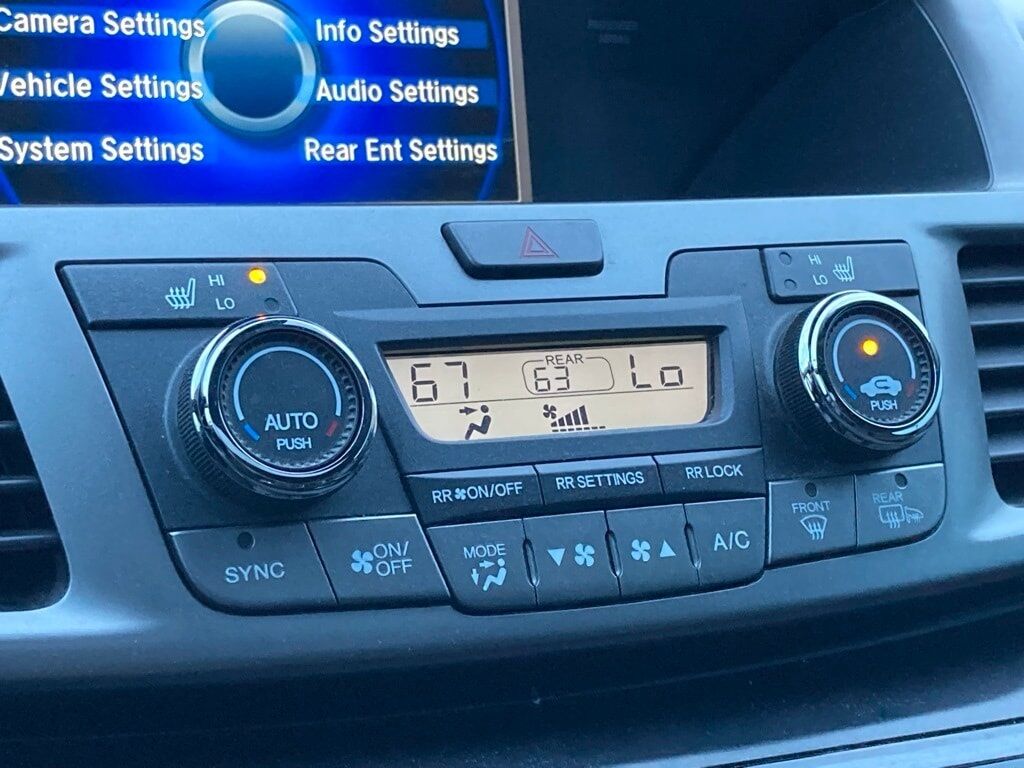 Camera Settings
Info Settings
Vehicle Settings
Audio Settings
System Settings
Rear Ent Settings
HI
LO
HI
LO
AUTO
PUSH
67
REAR
63
Lo
PUSH
RR ON/OFF
RR SETTINGS
RR LOCK
FRONT
REAR
SYNC
ON/
OFF
MODE
A/C